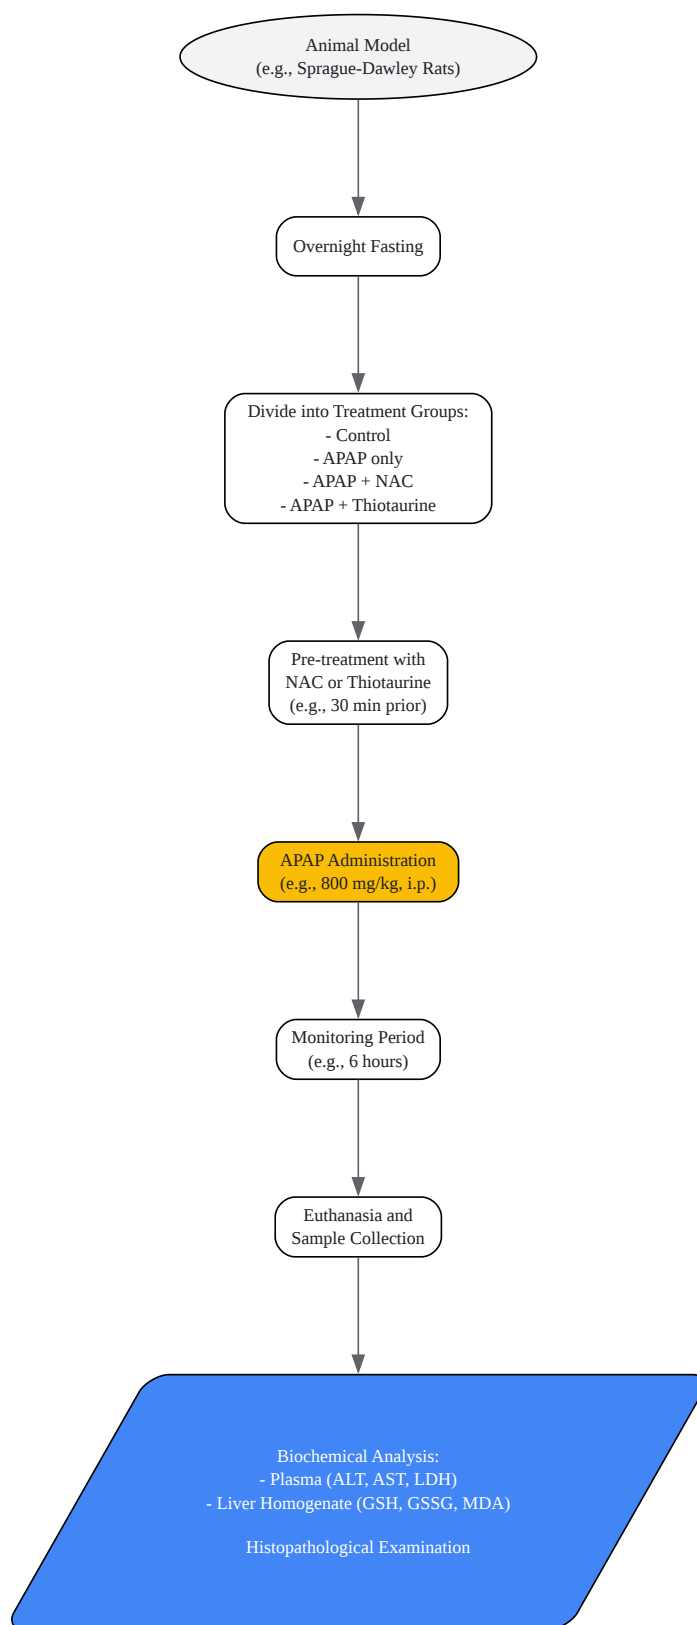 Animal Model
(e.g., Sprague-Dawley Rats)
Overnight Fasting
Divide into Treatment Groups:
- Control
- APAP only
- APAP + NAC
- APAP + Thiotaurine
Pre-treatment with
NAC or Thiotaurine
(e.g., 30 min prior)
APAP Administration
(e.g., 800 mg/kg, i.p.)
Monitoring Period
(e.g., 6 hours)
Euthanasia and
Sample Collection
Biochemical Analysis:
- Plasma (ALT, AST, LDH)
- Liver Homogenate (GSH, GSSG, MDA)
Histopathological Examination